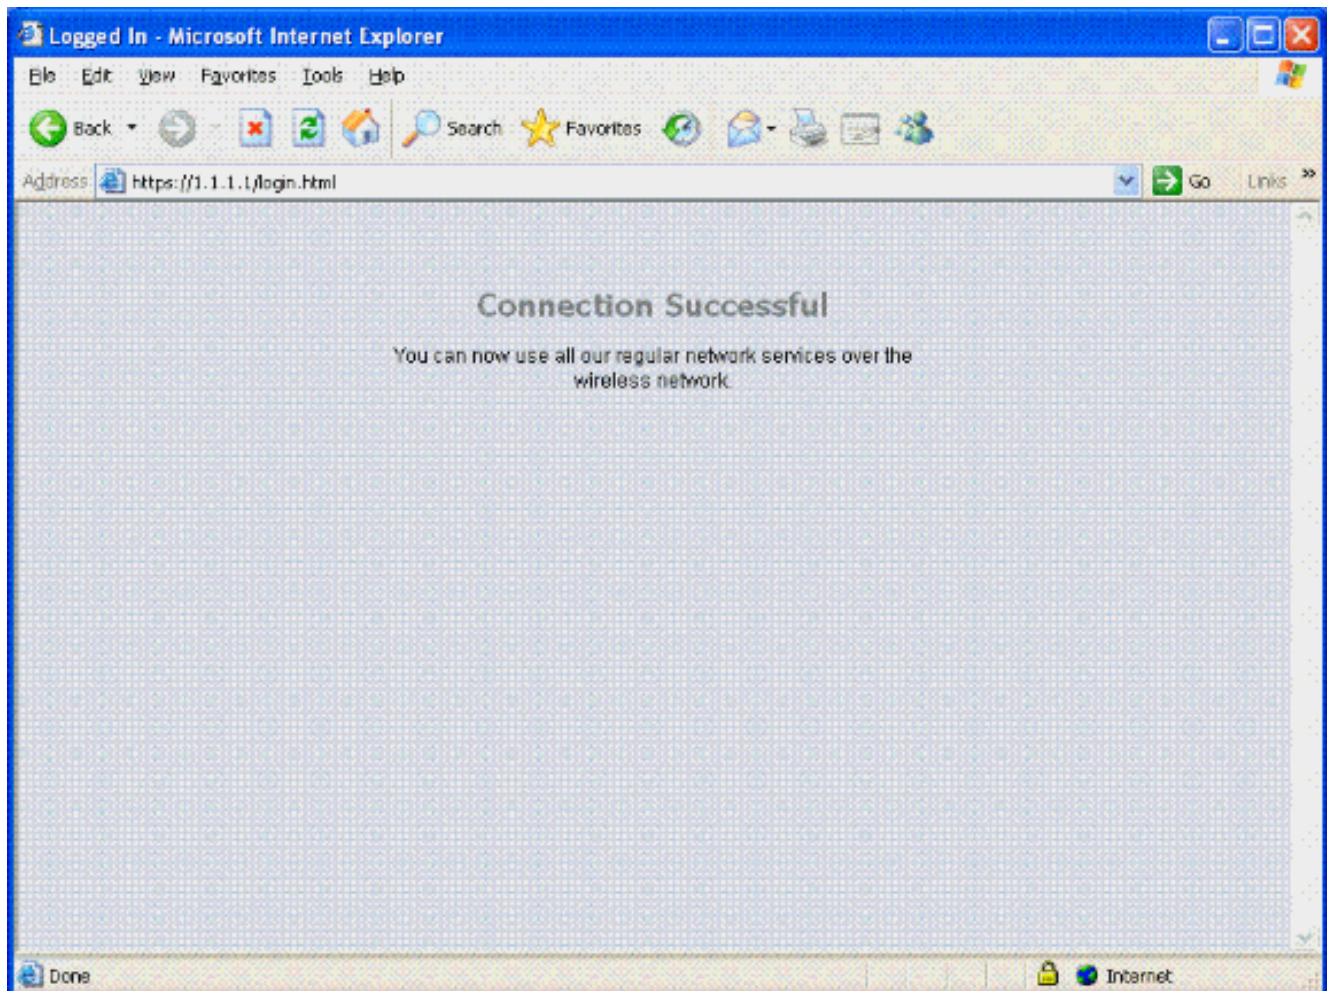 Logged In - Microsoft Internet Explorer
File Edit View Favorites Tools Help
Back Search Favorites
Address https://1.1.1.1/login.html Go Links »
Connection Successful
You can now use all our regular network services over the
wireless network.
Done Internet